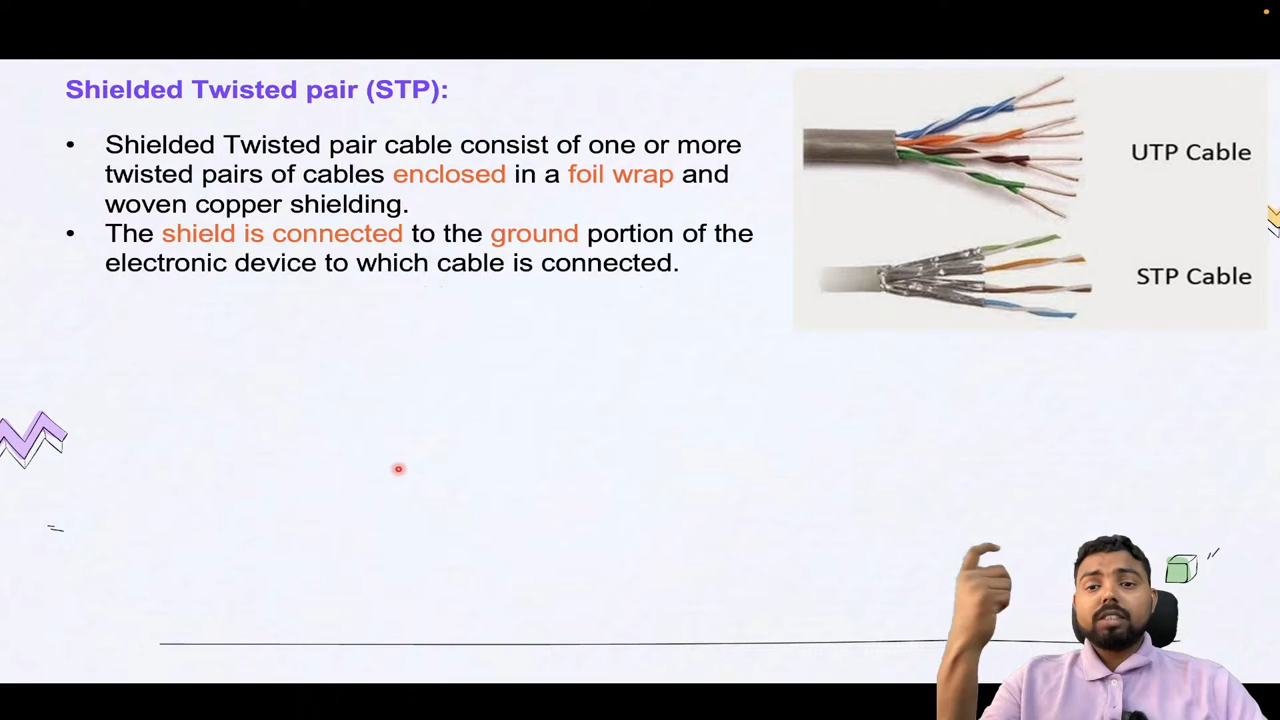 Shielded Twisted pair (STP):
• Shielded Twisted pair cable consist of one or more
twisted pairs of cables enclosed in a foil wrap and
woven copper shielding.
• The shield is connected to the ground portion of the
electronic device to which cable is connected.
UTP Cable
STP Cable